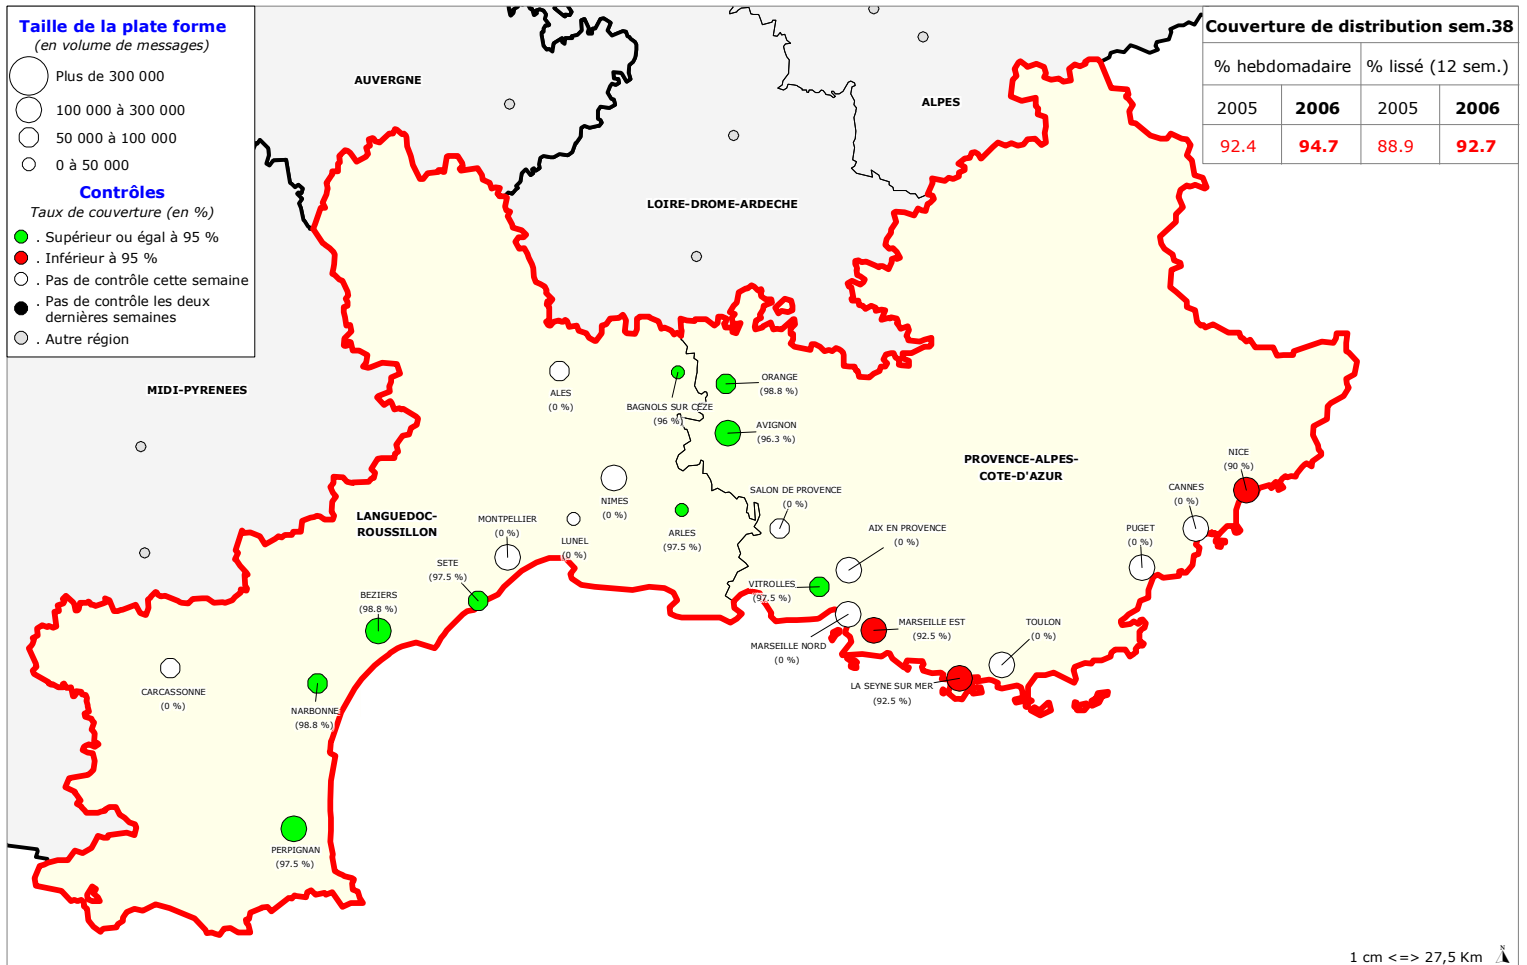 Taille de la plate forme
(en volume de messages)
Plus de 300 000
100 000 à 300 000
50 000 à 100 000
0 à 50 000
Contrôles
Taux de couverture (en %)
. Supérieur ou égal à 95 %
. Inférieur à 95 %
. Pas de contrôle cette semaine
. Pas de contrôle les deux
dernières semaines
. Autre région
Couverture de distribution sem.38
% hebdomadaire % lissé (12 sem.)
2005 2006 2005 2006
92.4 94.7 88.9 92.7
AUVERGNE
ALPES
LOIRE-DROME-ARDECHE
MIDI-PYRENEES
LANGUEDOC-
ROUSSILLON
PROVENCE-ALPES-
COTE-D'AZUR
ALES
(0 %)
BAGNOLS SUR CEZE
(96 %)
ORANGE
(98.8 %)
AVIGNON
(96.3 %)
NIMES
(0 %)
MONTPELLIER
(0 %)
LUNEL
(0 %)
ARLES
(97.5 %)
SALON DE PROVENCE
(0 %)
AIX EN PROVENCE
(0 %)
VITROLLES
(97.5 %)
MARSEILLE NORD
(0 %)
MARSEILLE EST
(92.5 %)
LA SEYNE SUR MER
(92.5 %)
TOULON
(0 %)
PUGET
(0 %)
CANNES
(0 %)
NICE
(90 %)
SETE
(97.5 %)
BEZIERS
(98.8 %)
CARCASSONNE
(0 %)
NARBONNE
(98.8 %)
PERPIGNAN
(97.5 %)
1 cm <=> 27,5 Km
N